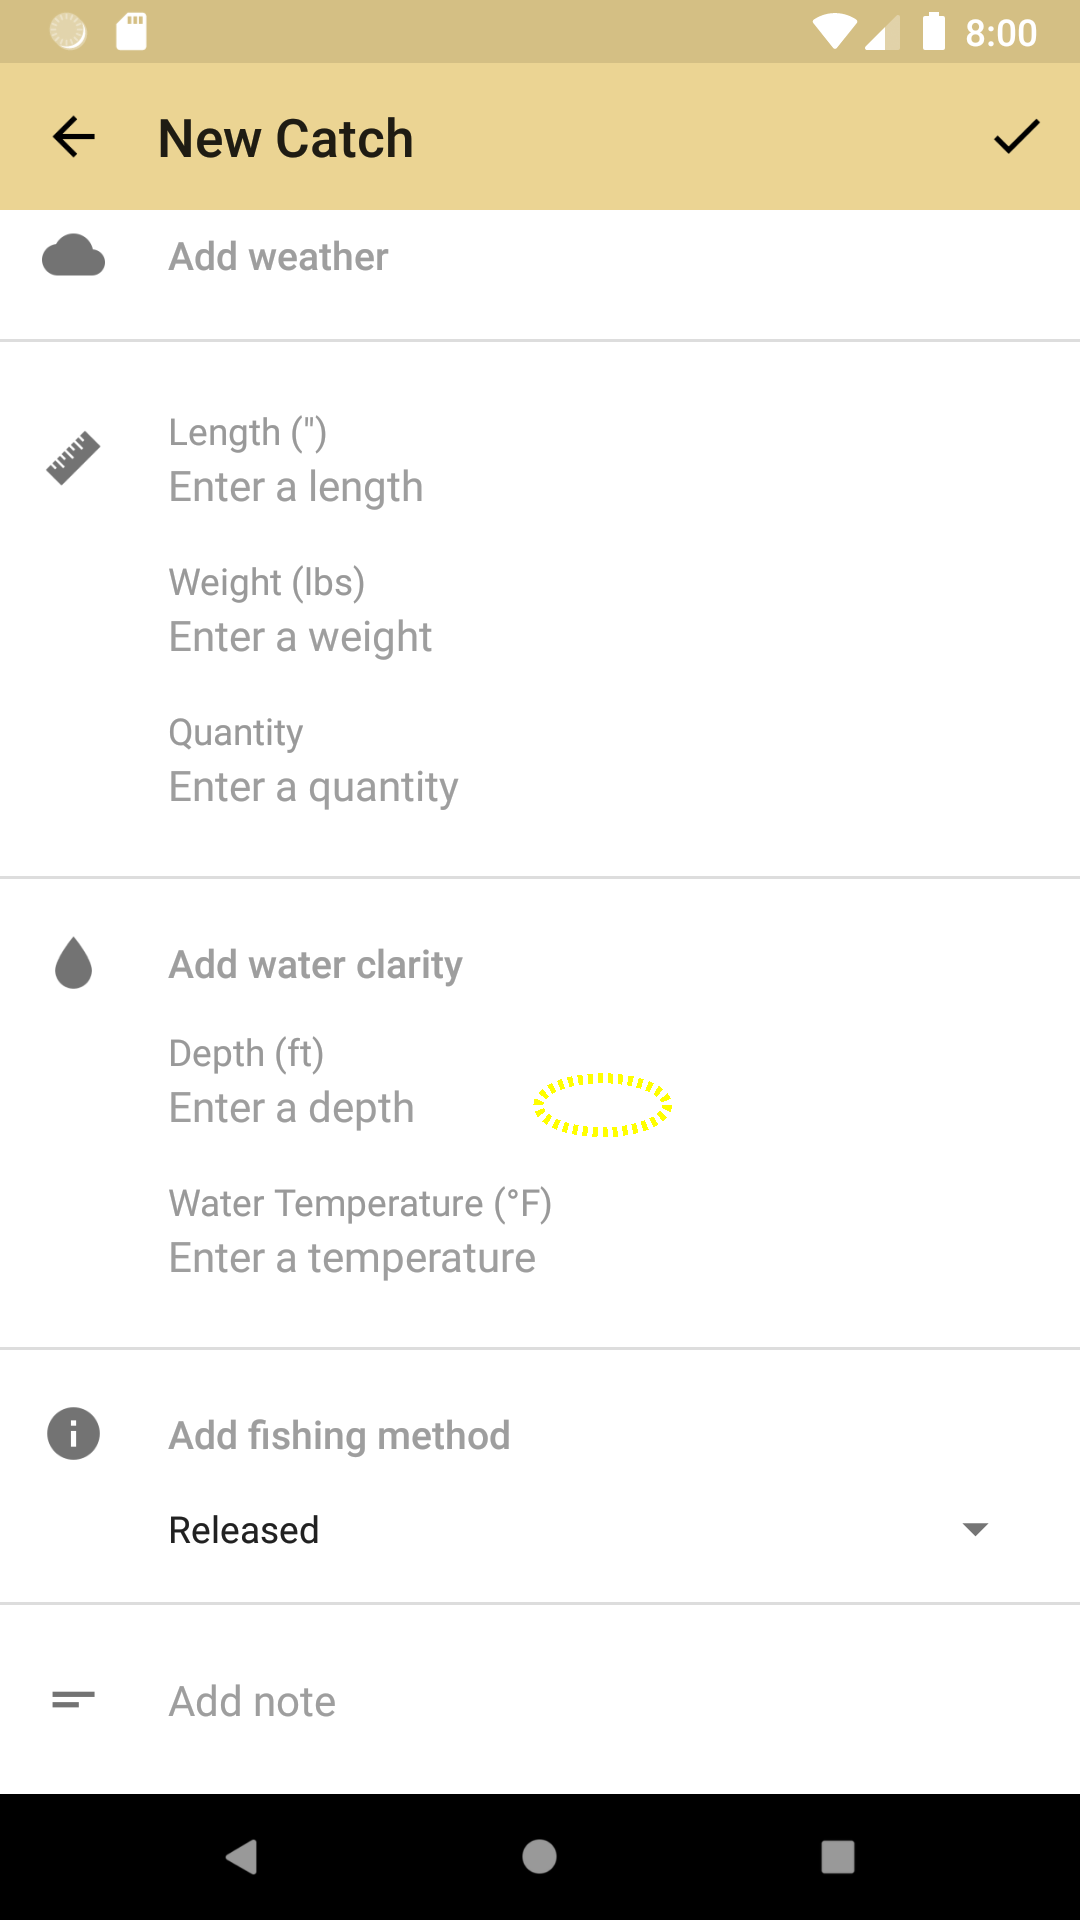 8:00
New Catch
Add weather
Length (")
Enter a length
Weight (lbs)
Enter a weight
Quantity
Enter a quantity
Add water clarity
Depth (ft)
Enter a depth
Water Temperature (°F)
Enter a temperature
Add fishing method
Released
Add note